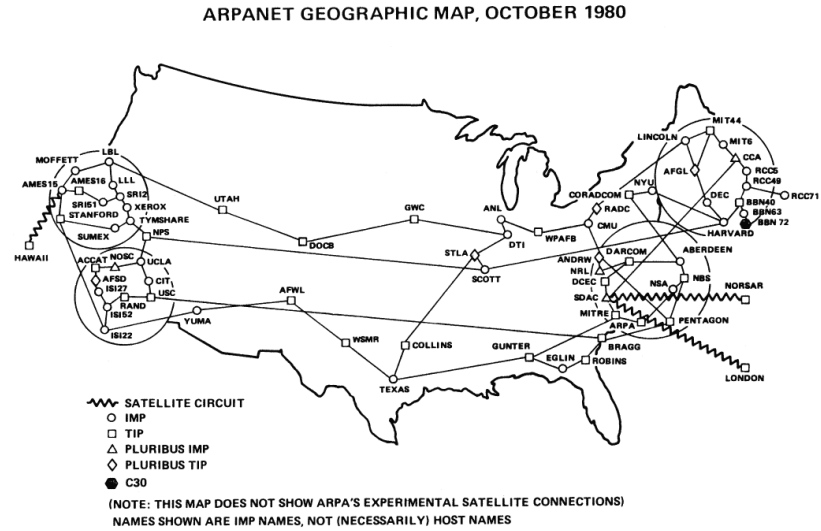 ARPANET GEOGRAPHIC MAP, OCTOBER 1980
MOFFETT
LBL
AMES15
AMES16
LLL
SRI2
SRI51
XEROX
STANFORD
TYMSHARE
SUMEX
NPS
HAWAII
ACCAT
NOSC
UCLA
AFSD
ISI27
CIT
RAND
USC
ISI52
ISI22
YUMA
UTAH
DOCB
GWC
AFWL
WSMR
TEXAS
COLLINS
STLA
SCOTT
ANL
DTI
WPAFB
CMU
GUNTER
EGLIN
ROBINS
BRAGG
LINCOLN
MIT44
MIT6
CCA
RCC5
RCC49
RCC71
AFGL
DEC
BBN40
BBN63
BBN 72
HARVARD
NYU
CORADCOM
RADC
DARCOM
ABERDEEN
ANDRW
NRL
DCEC
NBS
NSA
SDAC
NORSAR
MITRE
ARPA
PENTAGON
LONDON
SATELLITE CIRCUIT
IMP
TIP
PLURIBUS IMP
PLURIBUS TIP
C30
(NOTE: THIS MAP DOES NOT SHOW ARPA'S EXPERIMENTAL SATELLITE CONNECTIONS)
NAMES SHOWN ARE IMP NAMES, NOT (NECESSARILY) HOST NAMES